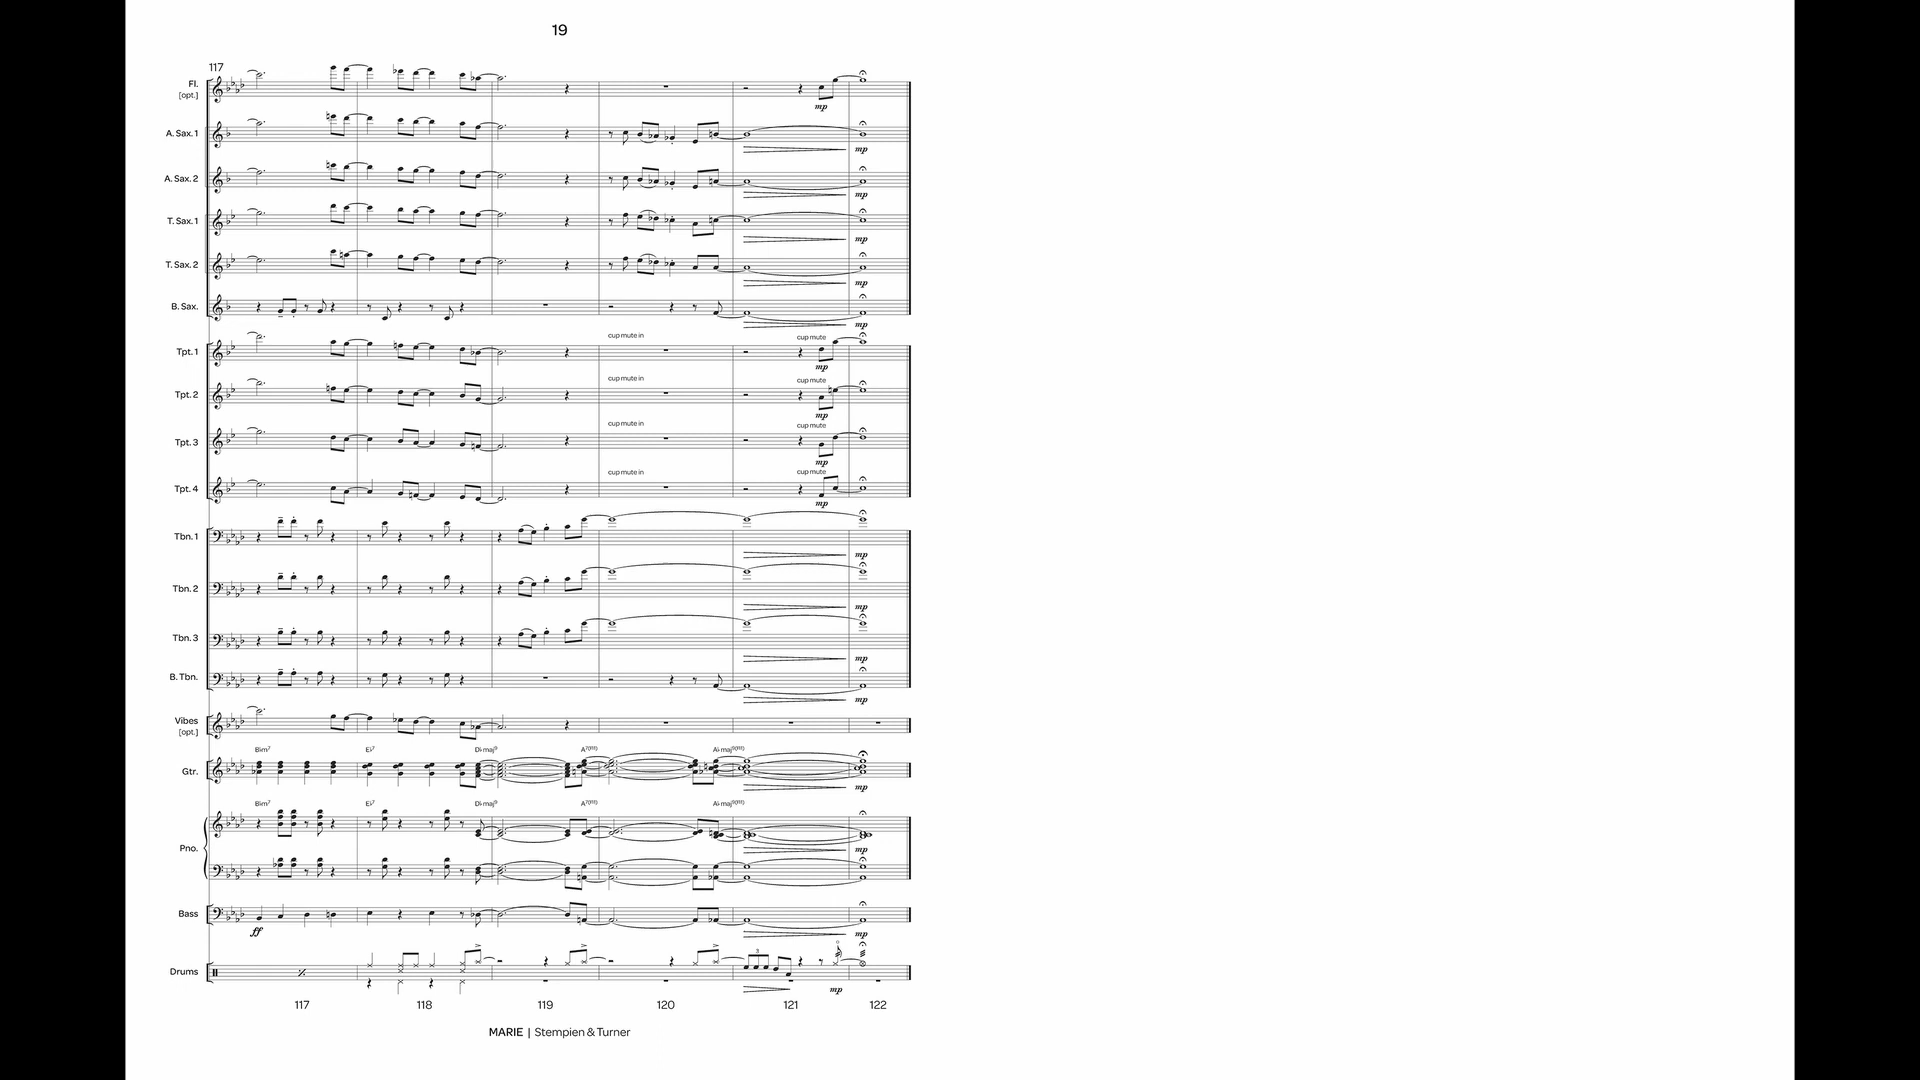 19
117
Fl.
[opt.]
mp
A. Sax. 1
mp
A. Sax. 2
mp
T. Sax. 1
mp
T. Sax. 2
mp
B. Sax.
mp
cup mute in
cup mute
Tpt. 1
mp
cup mute in
cup mute
Tpt. 2
mp
cup mute in
cup mute
Tpt. 3
mp
cup mute in
cup mute
Tpt. 4
mp
Tbn. 1
mp
Tbn. 2
mp
Tbn. 3
mp
B. Tbn.
mp
Vibes
[opt.]
B♭m7 E♭7 D♭maj9 A7(♯11) A♭maj9(♯11)
Gtr.
mp
B♭m7 E♭7 D♭maj9 A7(♯11) A♭maj9(♯11)
Pno.
mp
Bass
ff mp
3
Drums
mp
117 118 119 120 121 122
MARIE | Stempien & Turner